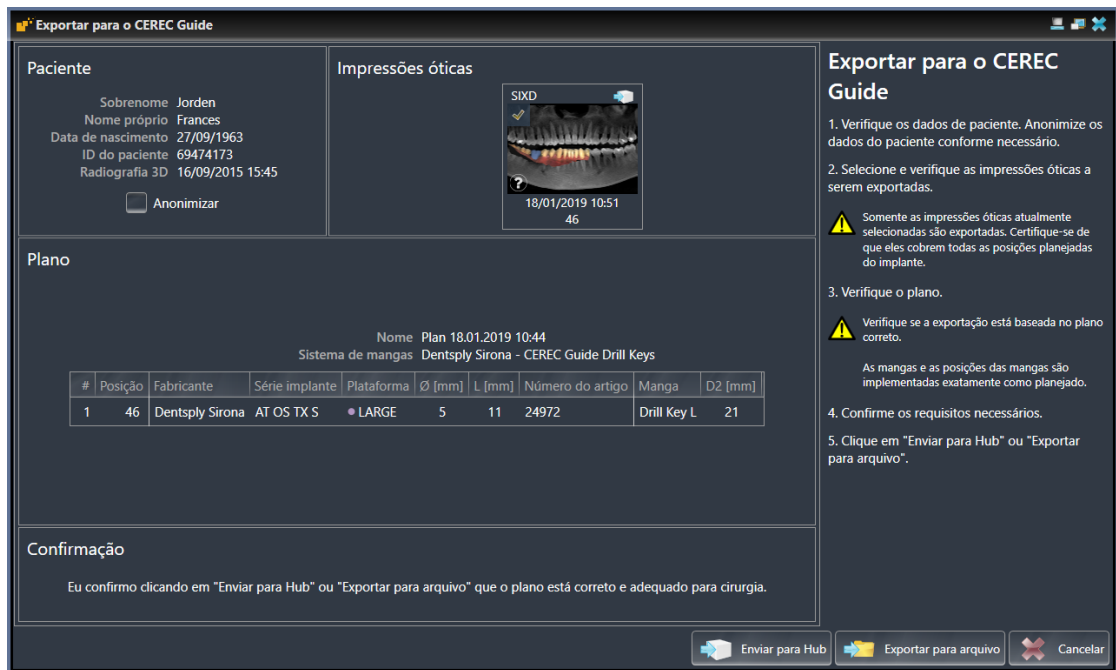 Exportar para o CEREC Guide
Paciente
Sobrenome Jorden
Nome próprio Frances
Data de nascimento 27/09/1963
ID do paciente 69474173
Radiografia 3D 16/09/2015 15:45
Anonimizar
Impressões óticas
SIXD
?
18/01/2019 10:51
46
Plano
Nome Plan 18.01.2019 10:44
Sistema de mangas Dentsply Sirona - CEREC Guide Drill Keys
# Posição Fabricante Série implante Plataforma Ø [mm] L [mm] Número do artigo Manga D2 [mm]
1 46 Dentsply Sirona AT OS TX S LARGE 5 11 24972 Drill Key L 21
Confirmação
Eu confirmo clicando em "Enviar para Hub" ou "Exportar para arquivo" que o plano está correto e adequado para cirurgia.
Exportar para o CEREC
Guide
1. Verifique os dados de paciente. Anonimize os
dados do paciente conforme necessário.
2. Selecione e verifique as impressões óticas a
serem exportadas.
Somente as impressões óticas atualmente
selecionadas são exportadas. Certifique-se de
que eles cobrem todas as posições planejadas
do implante.
3. Verifique o plano.
Verifique se a exportação está baseada no plano
correto.
As mangas e as posições das mangas são
implementadas exatamente como planejado.
4. Confirme os requisitos necessários.
5. Clique em "Enviar para Hub" ou "Exportar
para arquivo".
Enviar para Hub
Exportar para arquivo
Cancelar